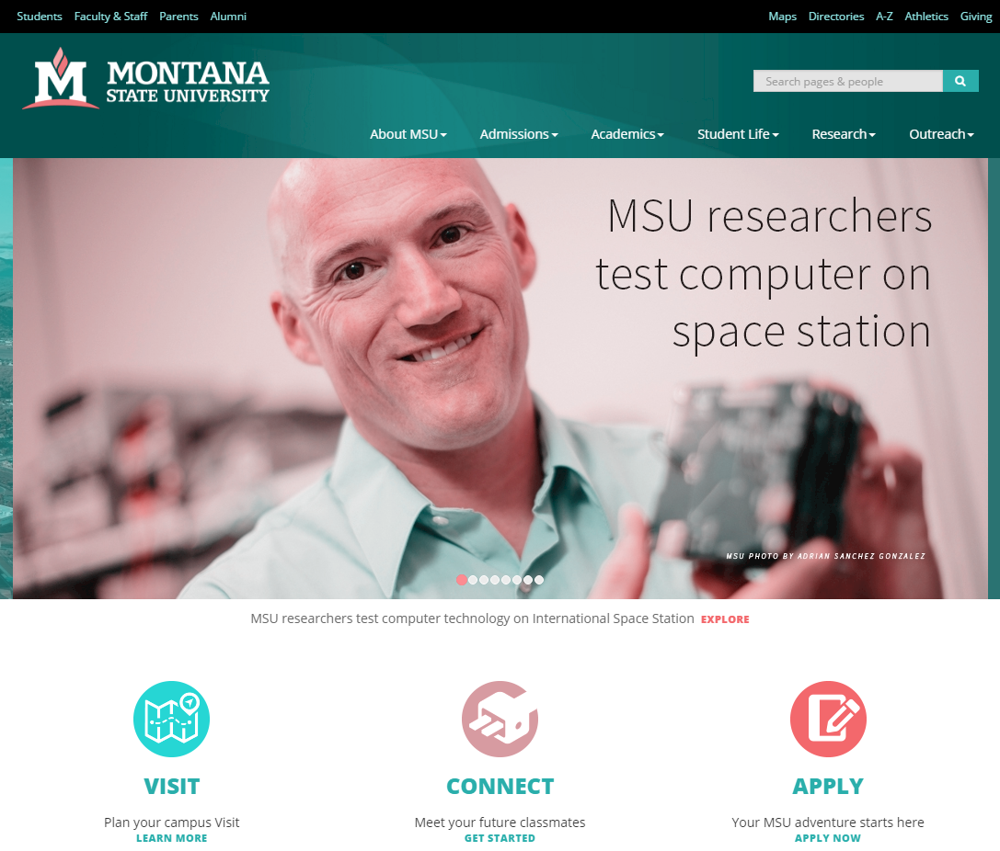 Students Faculty & Staff Parents Alumni Maps Directories A-Z Athletics Giving
M MONTANA
STATE UNIVERSITY
Search pages & people
About MSU Admissions Academics Student Life Research Outreach
MSU researchers
test computer on
space station
MSU PHOTO BY ADRIAN SANCHEZ GONZALEZ
MSU researchers test computer technology on International Space Station EXPLORE
VISIT
Plan your campus Visit
LEARN MORE
CONNECT
Meet your future classmates
GET STARTED
APPLY
Your MSU adventure starts here
APPLY NOW